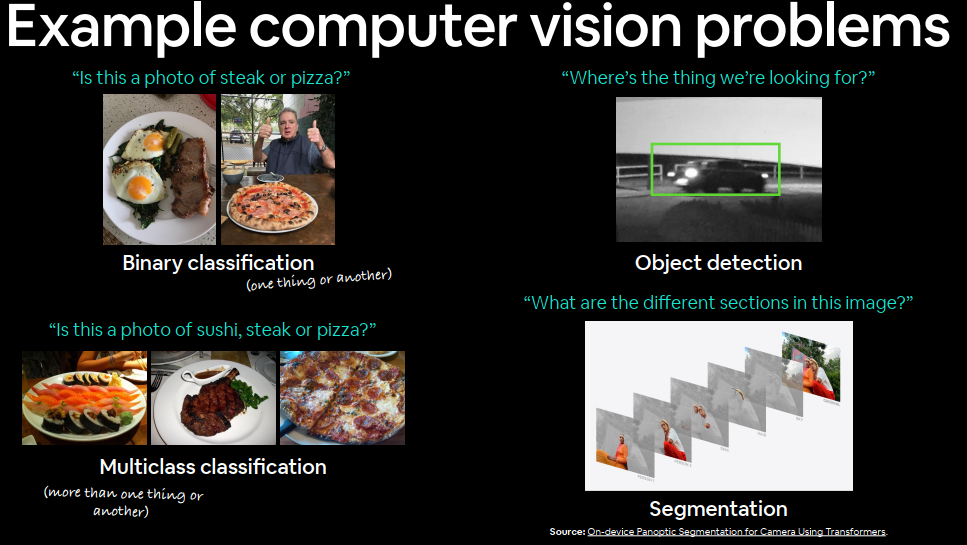 Example computer vision problems
“Is this a photo of steak or pizza?”
Binary classification
(one thing or another)
“Is this a photo of sushi, steak or pizza?”
Multiclass classification
(more than one thing or
another)
“Where’s the thing we’re looking for?”
Object detection
“What are the different sections in this image?”
Segmentation
Source: On-device Panoptic Segmentation for Camera Using Transformers.